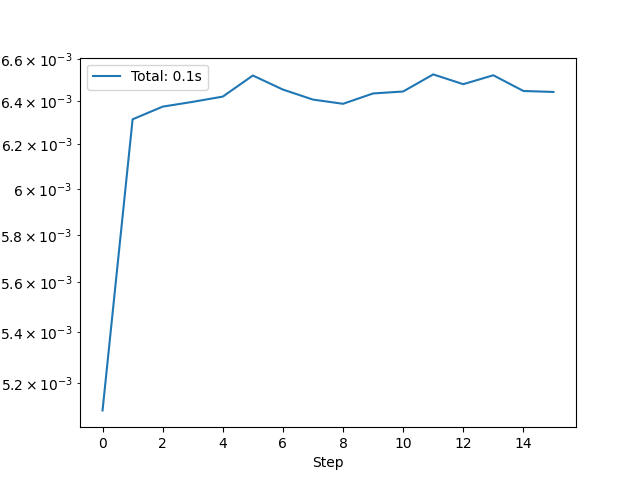 Total: 0.1s
6.6 × 10⁻³
6.4 × 10⁻³
6.2 × 10⁻³
6 × 10⁻³
5.8 × 10⁻³
5.6 × 10⁻³
5.4 × 10⁻³
5.2 × 10⁻³
0 2 4 6 8 10 12 14
Step